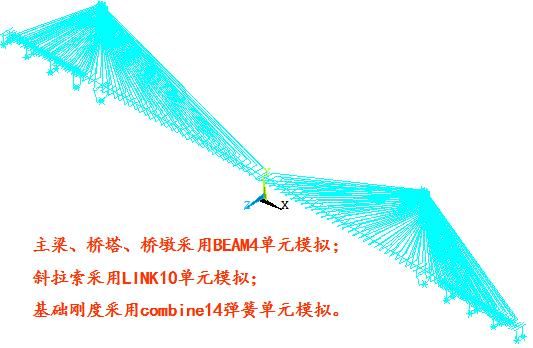 Y
Z
X
主梁、桥塔、桥墩采用BEAM4单元模拟；
斜拉索采用LINK10单元模拟；
基础刚度采用combine14弹簧单元模拟。